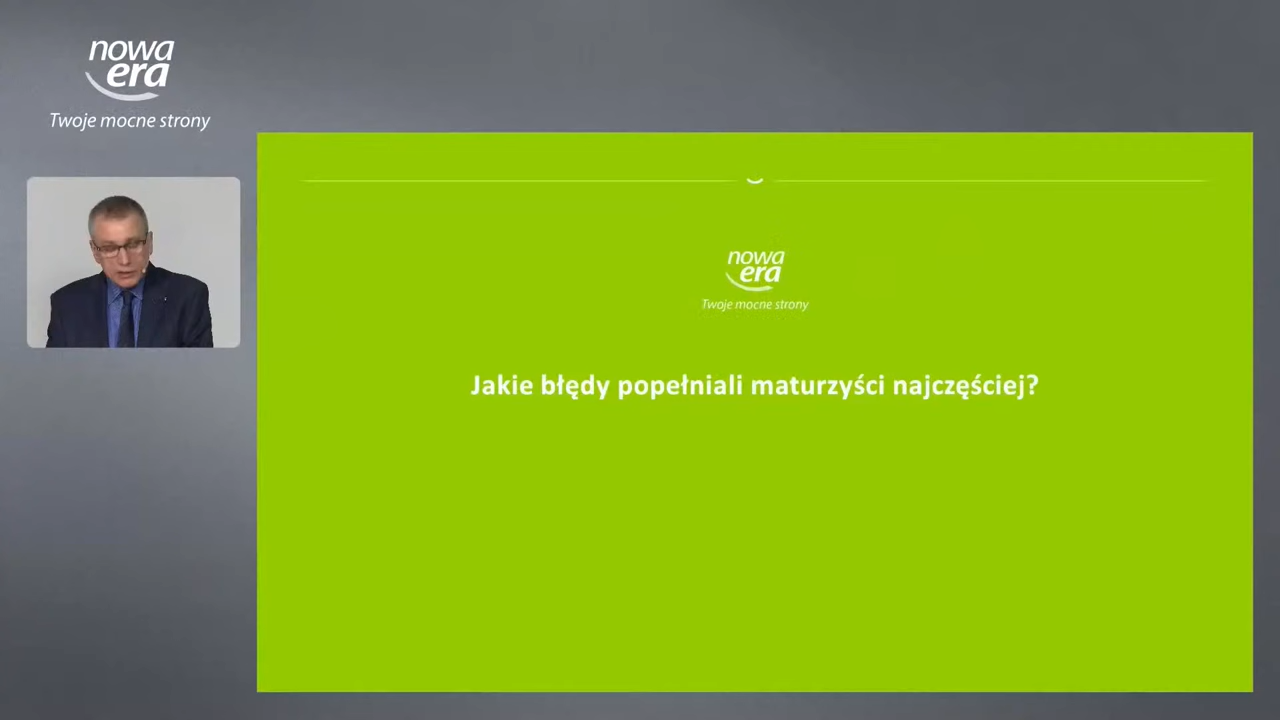 nowa
era
Twoje mocne strony
nowa
era
Twoje mocne strony
Jakie błędy popełniali maturzyści najczęściej?